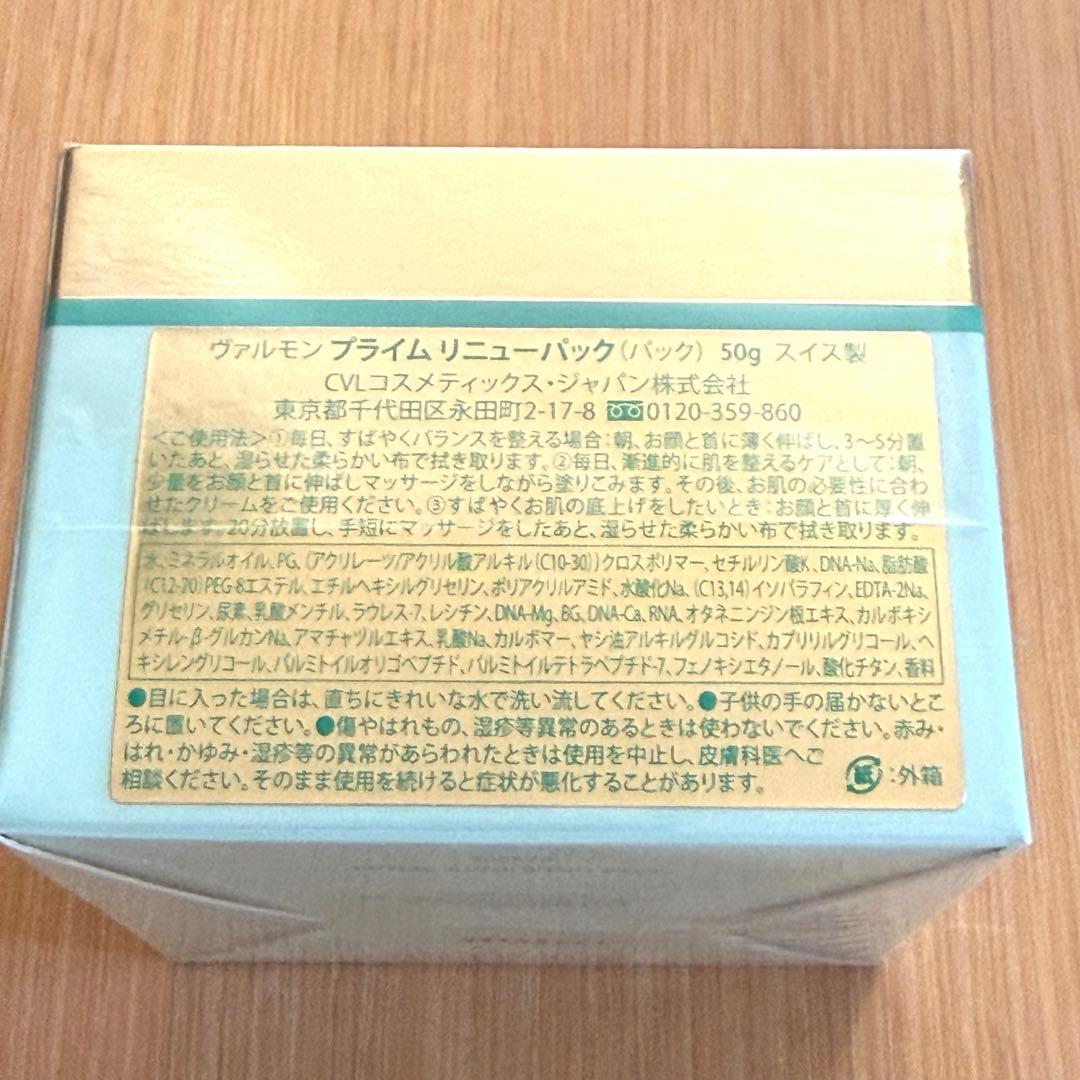 ヴァルモン プライム リニューパック(パック) 50g スイス製
CVLコスメティックス・ジャパン株式会社
東京都千代田区永田町2-17-8 0120-359-860
<ご使用法>①毎日、すばやくバランスを整える場合:朝、お顔と首に薄く伸ばし、3〜5分置
いたあと、湿らせた柔らかい布で拭き取ります。②毎日、漸進的に肌を整えるケアとして:朝、
少量をお顔と首に伸ばしマッサージをしながら塗りこみます。その後、お肌の必要性に合わ
せたクリームをご使用ください。③すばやくお肌の底上げをしたいとき:お顔と首に厚く伸
ばします。20分放置し、手短にマッサージをしたあと、湿らせた柔らかい布で拭き取ります。
水、ミネラルオイル、PG、(アクリレーツ/アクリル酸アルキル(C10-30))クロスポリマー、セチルリン酸K、DNA-Na、脂肪酸
(C12-20)PEG-8エステル、エチルヘキシルグリセリン、ポリアクリルアミド、水酸化Na、(C13,14)イソパラフィン、EDTA-2Na、
グリセリン、尿素、乳酸メンチル、ラウレス-7、レシチン、DNA-Mg、BG、DNA-Ca、RNA、オタネニンジン根エキス、カルボキシ
メチル-β-グルカンNa、アマチャヅルエキス、乳酸Na、カルボマー、ヤシ油アルキルグルコシド、カプリリルグリコール、ヘ
キシレングリコール、パルミトイルオリゴペプチド、パルミトイルテトラペプチド-7、フェノキシエタノール、酸化チタン、香料
●目に入った場合は、直ちにきれいな水で洗い流してください。●子供の手の届かないとこ
ろに置いてください。●傷やはれもの、湿疹等異常のあるときは使わないでください。赤み・
はれ・かゆみ・湿疹等の異常があらわれたときは使用を中止し、皮膚科医へご
相談ください。そのまま使用を続けると症状が悪化することがあります。
紙:外箱